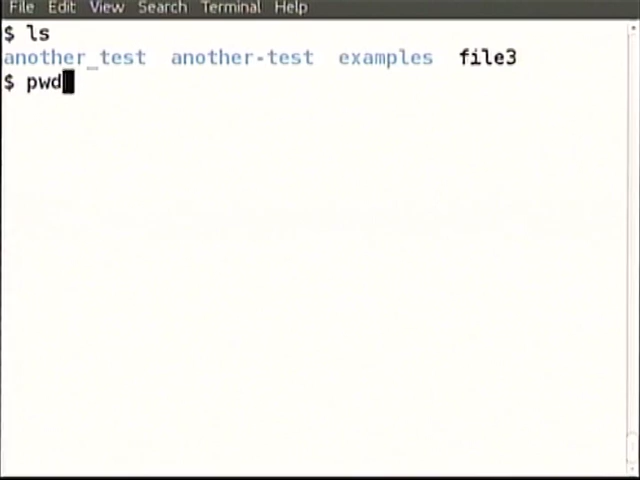 File Edit View Search Terminal Help
$ ls
another_test another-test examples file3
$ pwd